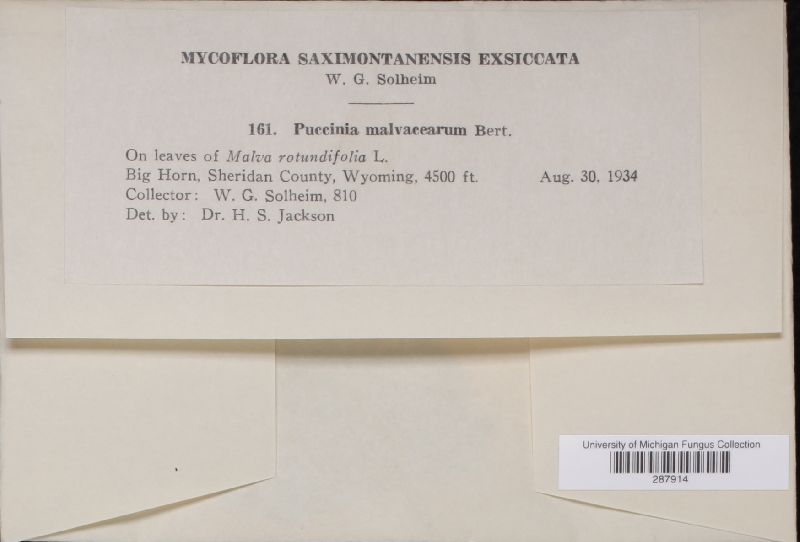 MYCOFLORA SAXIMONTANENSIS EXSICCATA
W. G. Solheim
161. Puccinia malvacearum Bert.
On leaves of Malva rotundifolia L.
Big Horn, Sheridan County, Wyoming, 4500 ft. Aug. 30, 1934
Collector: W. G. Solheim, 810
Det. by: Dr. H. S. Jackson
University of Michigan Fungus Collection
287914